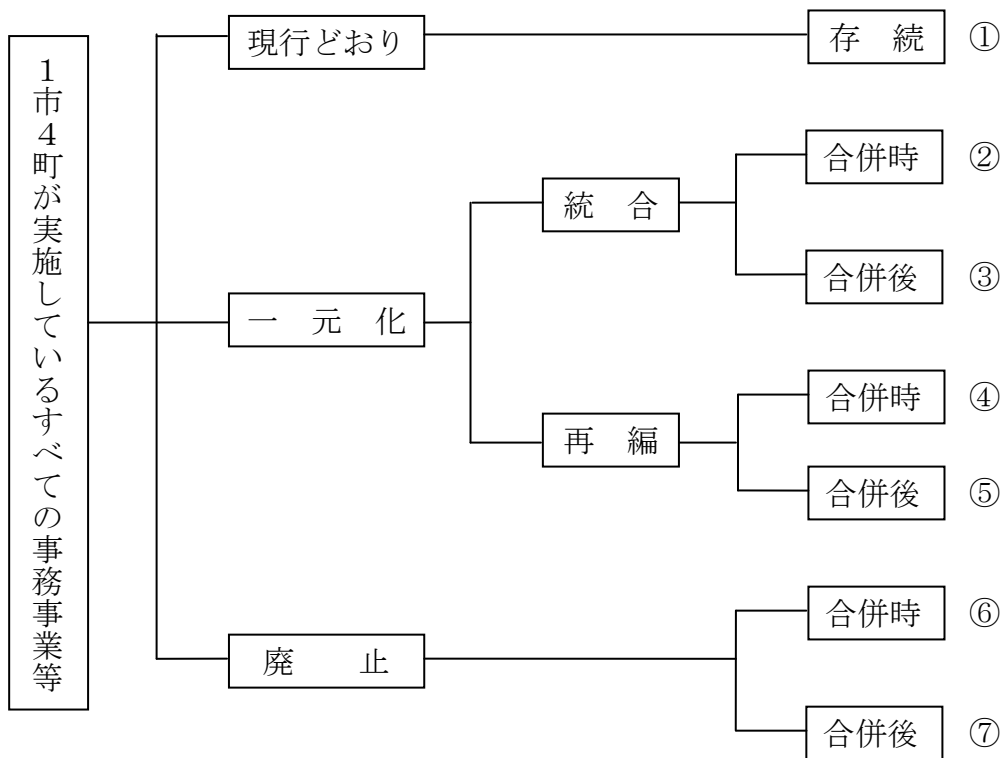 1市4町が実施しているすべての事務事業等
現行どおり
存　続　①
合併時　②
統　合
合併後　③
一　元　化
合併時　④
再　編
合併後　⑤
合併時　⑥
廃　　止
合併後　⑦